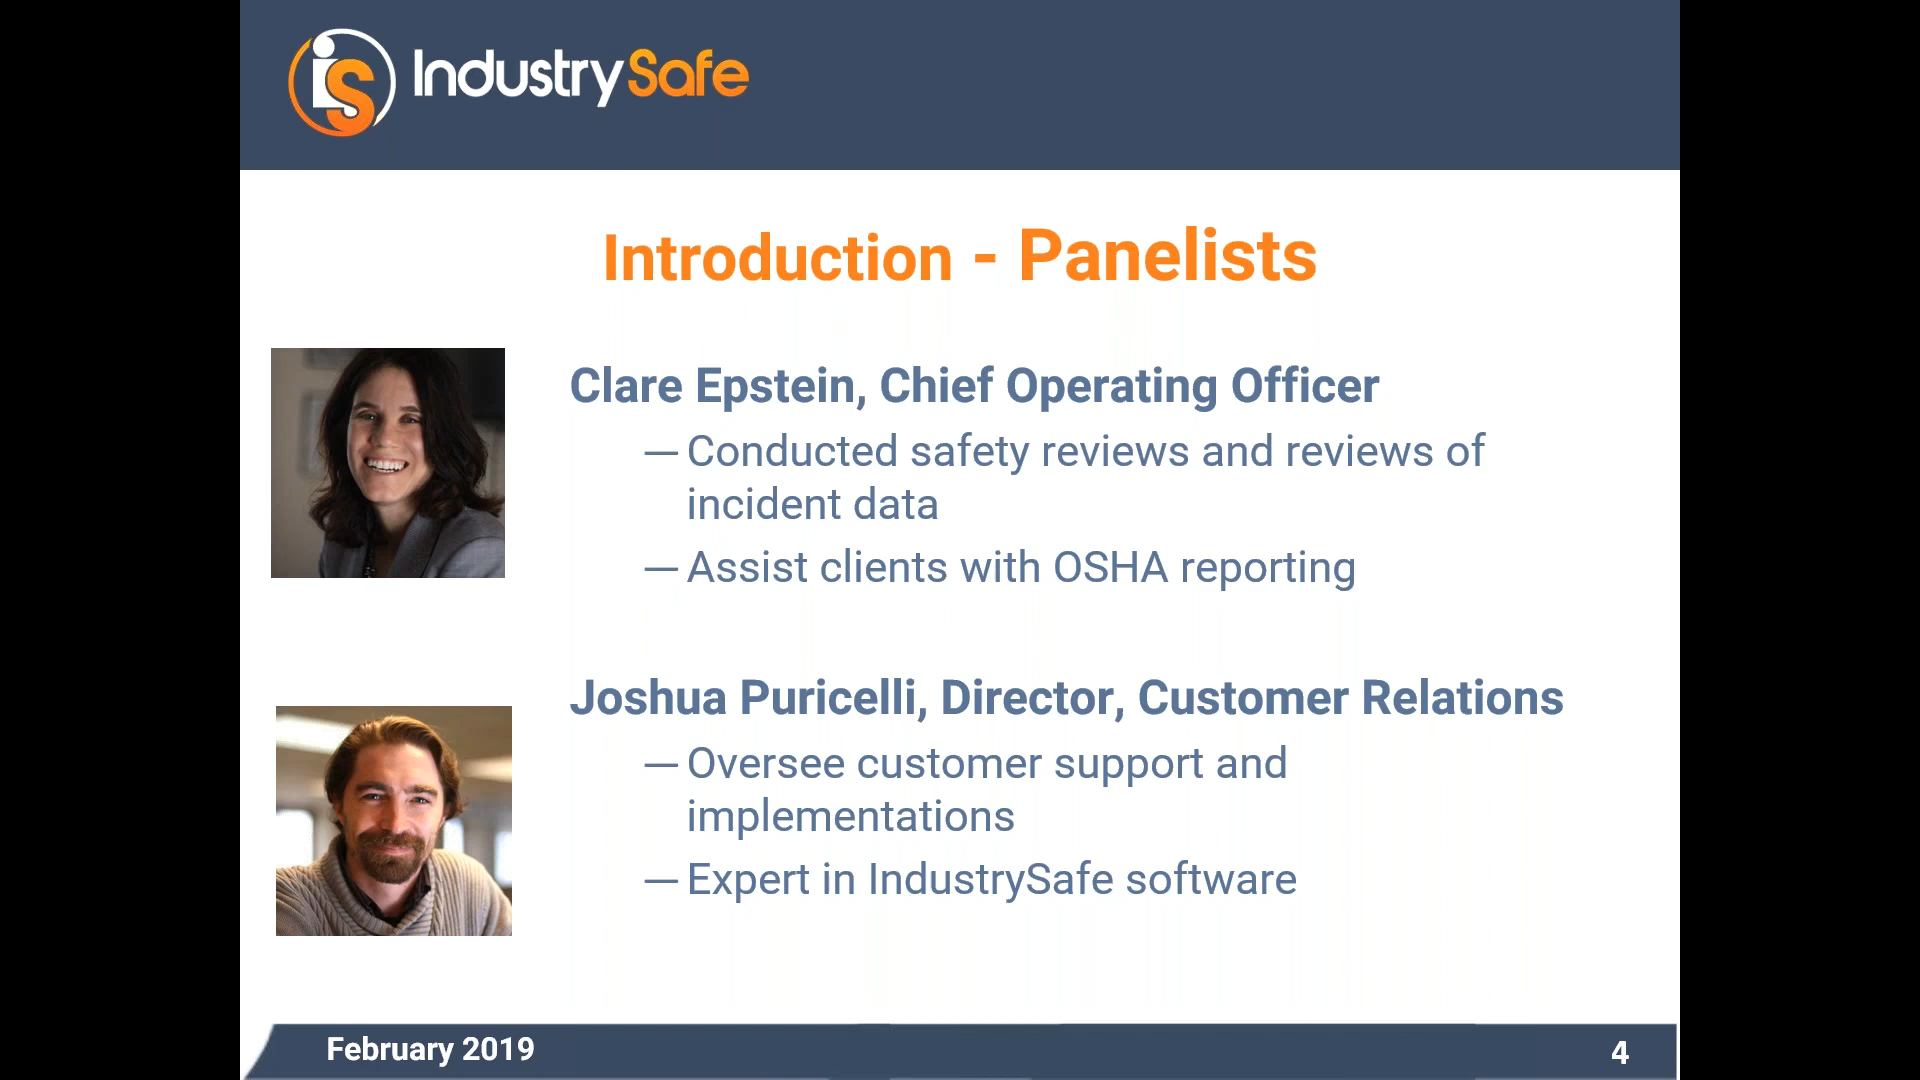 IS IndustrySafe
Introduction - Panelists
Clare Epstein, Chief Operating Officer
— Conducted safety reviews and reviews of
incident data
— Assist clients with OSHA reporting
Joshua Puricelli, Director, Customer Relations
— Oversee customer support and
implementations
— Expert in IndustrySafe software
February 2019
4